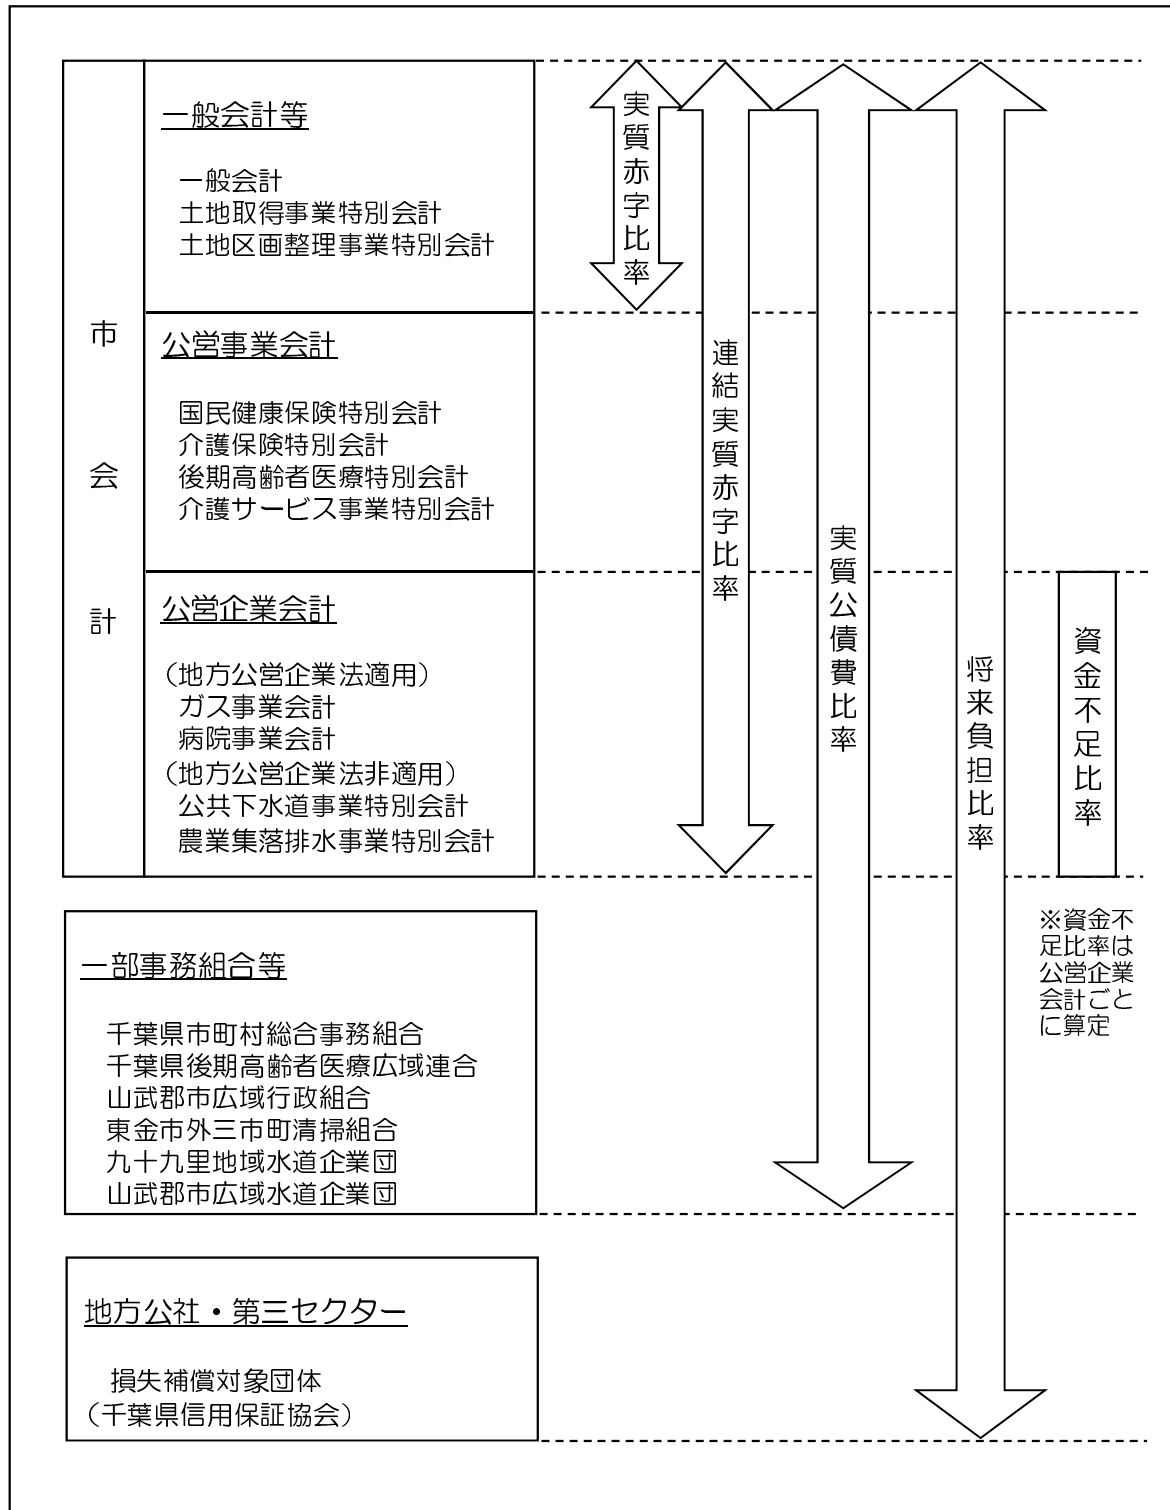 市会計
一般会計等
一般会計
土地取得事業特別会計
土地区画整理事業特別会計
公営事業会計
国民健康保険特別会計
介護保険特別会計
後期高齢者医療特別会計
介護サービス事業特別会計
公営企業会計
（地方公営企業法適用）
ガス事業会計
病院事業会計
（地方公営企業法非適用）
公共下水道事業特別会計
農業集落排水事業特別会計
一部事務組合等
千葉県市町村総合事務組合
千葉県後期高齢者医療広域連合
山武郡市広域行政組合
東金市外三市町清掃組合
九十九里地域水道企業団
山武郡市広域水道企業団
地方公社・第三セクター
損失補償対象団体
（千葉県信用保証協会）
実質赤字比率
連結実質赤字比率
実質公債費比率
将来負担比率
資金不足比率
※資金不
足比率は
公営企業
会計ごと
に算定